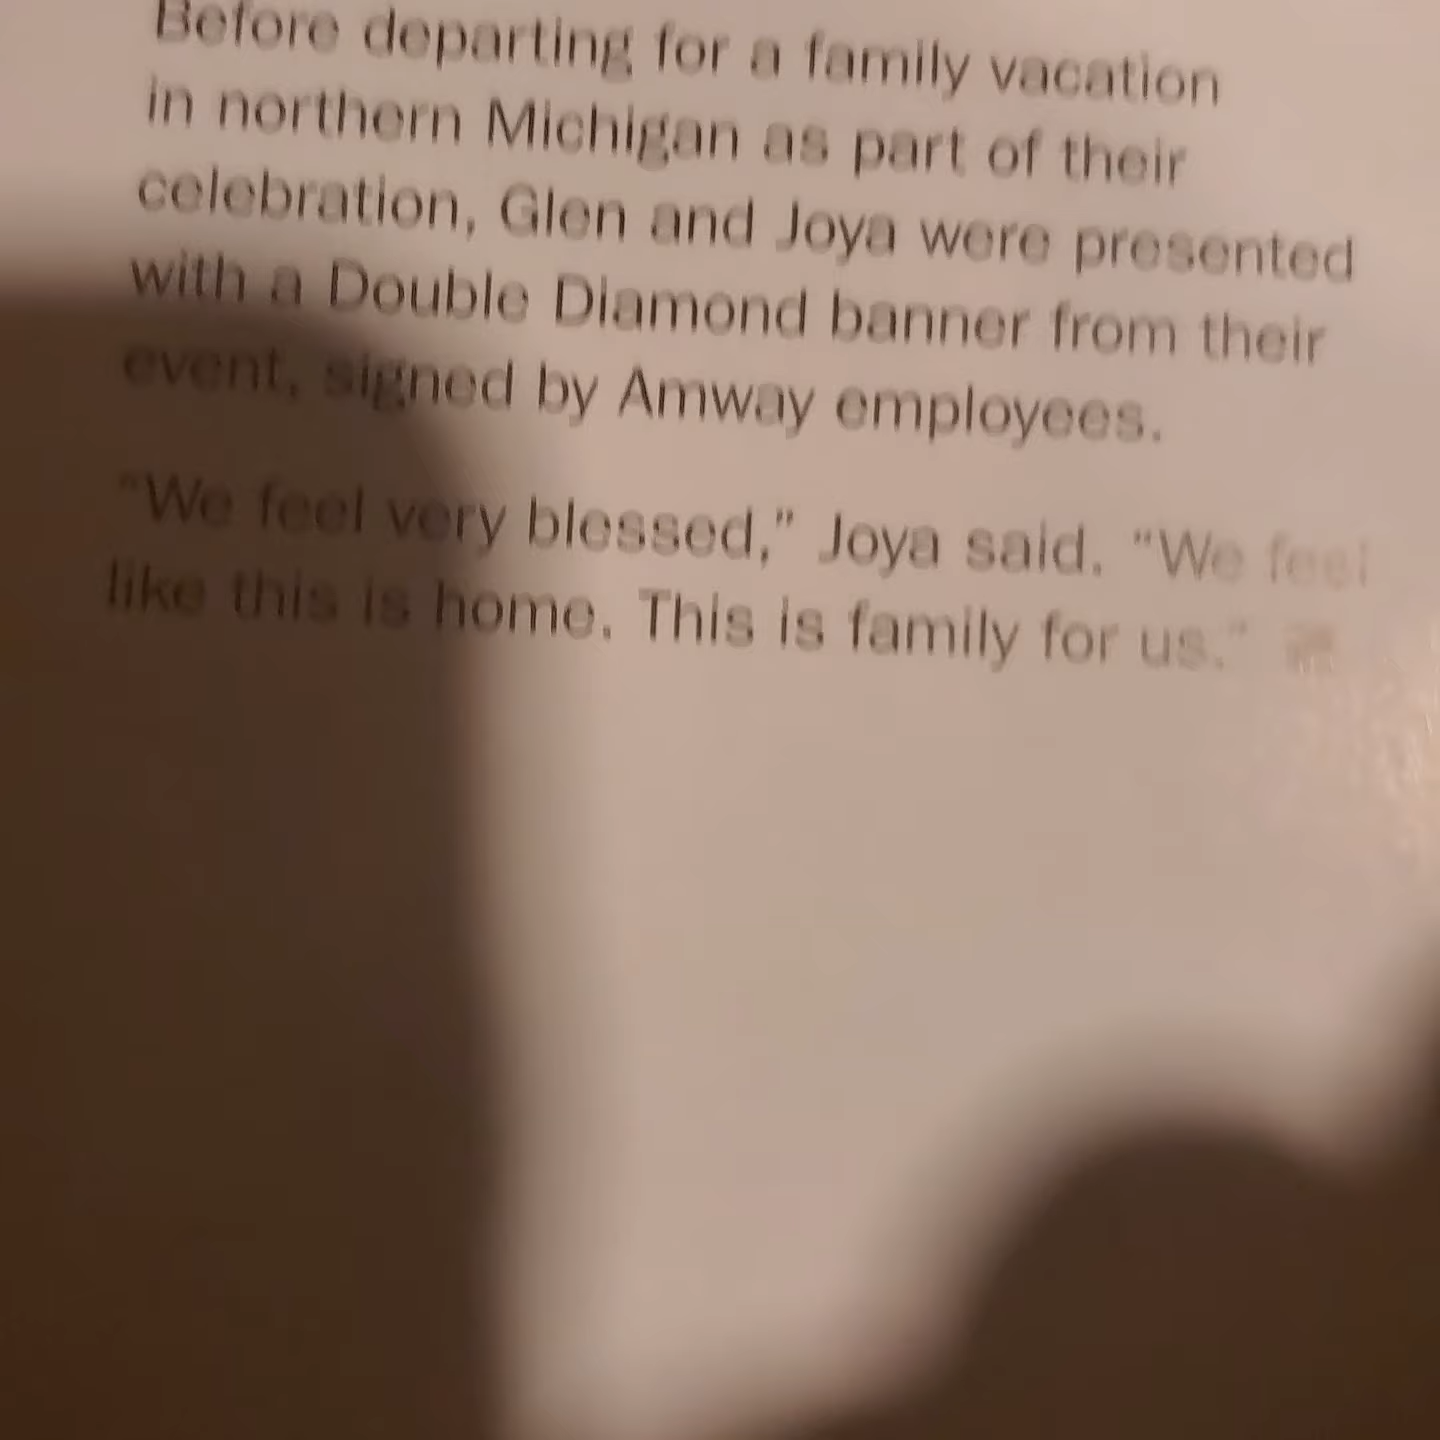 Before departing for a family vacation
in northern Michigan as part of their
celebration, Glen and Joya were presented
with a Double Diamond banner from their
event, signed by Amway employees.
“We feel very blessed,” Joya said. “We feel
like this is home. This is family for us.”